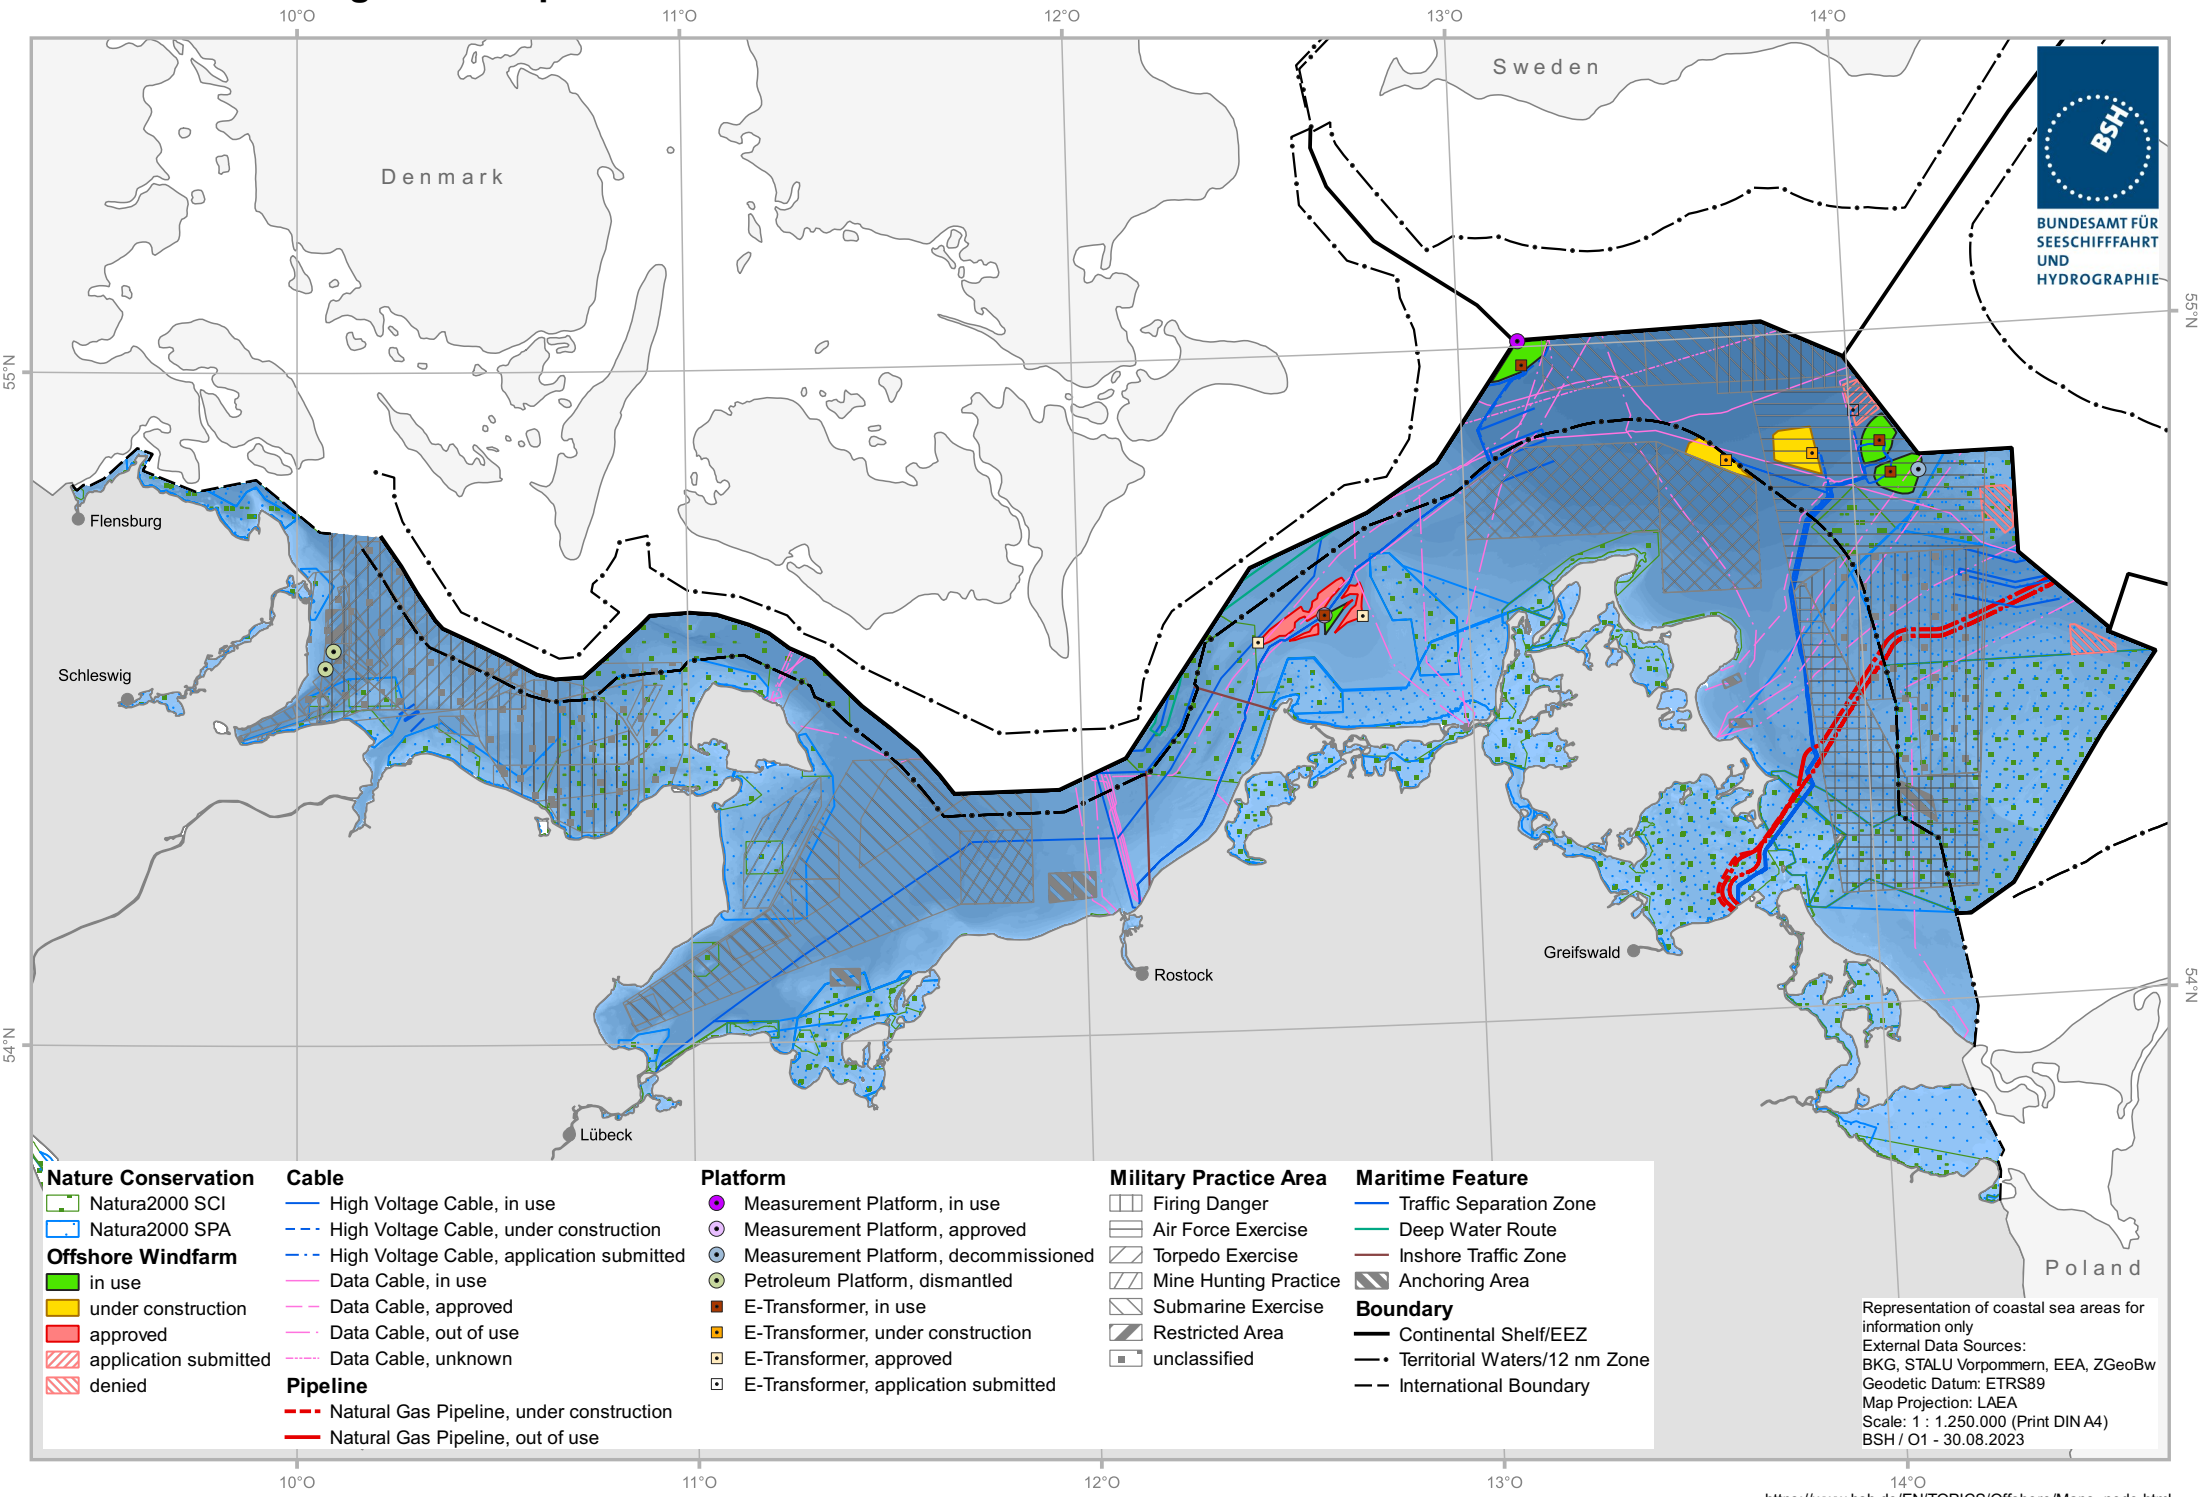 10°O
11°O
12°O
13°O
14°O
Sweden
Denmark
BSH
BUNDESAMT FÜR
SEESCHIFFFAHRT
UND
HYDROGRAPHIE
55°N
55°N
Flensburg
Schleswig
Greifswald
Rostock
54°N
54°N
Lübeck
Poland
Nature Conservation
Natura2000 SCI
Natura2000 SPA
Offshore Windfarm
in use
under construction
approved
application submitted
denied
Cable
High Voltage Cable, in use
High Voltage Cable, under construction
High Voltage Cable, application submitted
Data Cable, in use
Data Cable, approved
Data Cable, out of use
Data Cable, unknown
Pipeline
Natural Gas Pipeline, under construction
Natural Gas Pipeline, out of use
Platform
Measurement Platform, in use
Measurement Platform, approved
Measurement Platform, decommissioned
Petroleum Platform, dismantled
E-Transformer, in use
E-Transformer, under construction
E-Transformer, approved
E-Transformer, application submitted
Military Practice Area
Firing Danger
Air Force Exercise
Torpedo Exercise
Mine Hunting Practice
Submarine Exercise
Restricted Area
unclassified
Maritime Feature
Traffic Separation Zone
Deep Water Route
Inshore Traffic Zone
Anchoring Area
Boundary
Continental Shelf/EEZ
Territorial Waters/12 nm Zone
International Boundary
Representation of coastal sea areas for
information only
External Data Sources:
BKG, STALU Vorpommern, EEA, ZGeoBw
Geodetic Datum: ETRS89
Map Projection: LAEA
Scale: 1 : 1.250.000 (Print DIN A4)
BSH / O1 - 30.08.2023
10°O
11°O
12°O
13°O
14°O